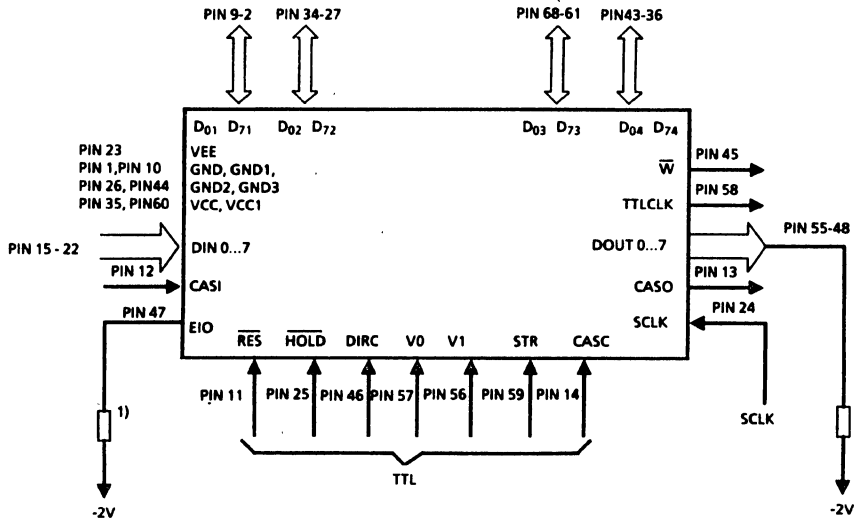 PIN 9-2 PIN 34-27 PIN 68-61 PIN43-36
D01 D71 D02 D72 D03 D73 D04 D74
PIN 23 VEE
PIN 1,PIN 10 GND, GND1,
PIN 26, PIN44 GND2, GND3
PIN 35, PIN60 VCC, VCC1
W PIN 45
TTLCLK PIN 58
PIN 15 - 22 DIN 0...7 DOUT 0...7 PIN 55-48
PIN 12 CASI CASO PIN 13
PIN 47 EIO SCLK PIN 24
RES HOLD DIRC V0 V1 STR CASC
PIN 11 PIN 25 PIN 46 PIN 57 PIN 56 PIN 59 PIN 14
1) SCLK
TTL
-2V -2V